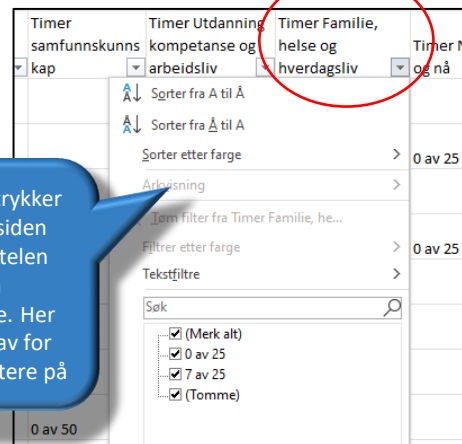 Timer
samfunnskunns
kap
Timer Utdanning
kompetanse og
arbeidsliv
Timer Familie,
helse og
hverdagsliv
Timer N
og nå
Sorter fra A til Å
Sorter fra Å til A
Sorter etter farge
Arkvisning
Tøm filter fra Timer Familie, he...
Filtrer etter farge
Tekstfiltre
Søk
(Merk alt)
0 av 25
7 av 25
(Tomme)
0 av 25
0 av 25
rykker
siden
telen
e. Her
av for
tere på
0 av 50